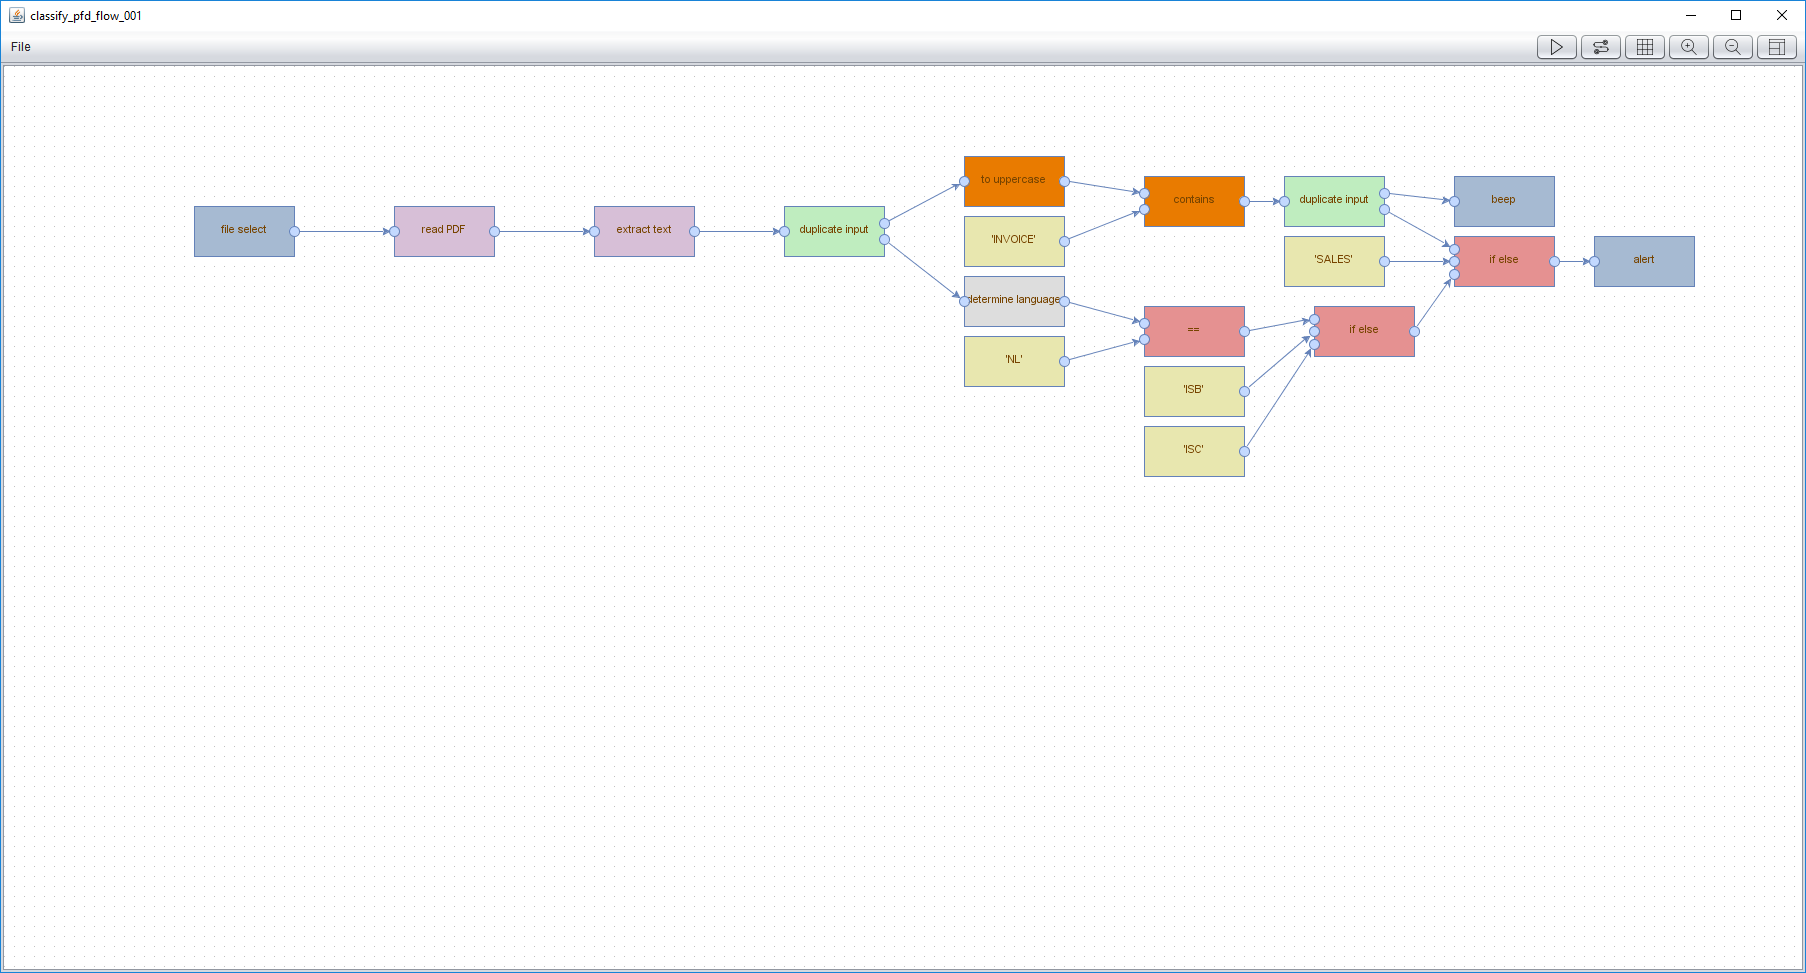 classify_pfd_flow_001
File
to uppercase
contains
duplicate input
beep
file select
read PDF
extract text
duplicate input
'INVOICE'
'SALES'
if else
alert
determine language
==
if else
'NL'
'ISB'
'ISC'